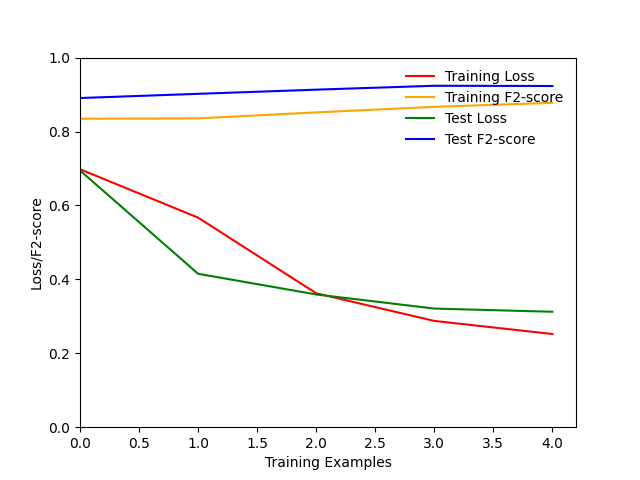 1.0
0.8
0.6
0.4
0.2
0.0
Loss/F2-score
Training Loss
Training F2-score
Test Loss
Test F2-score
0.0 0.5 1.0 1.5 2.0 2.5 3.0 3.5 4.0
Training Examples